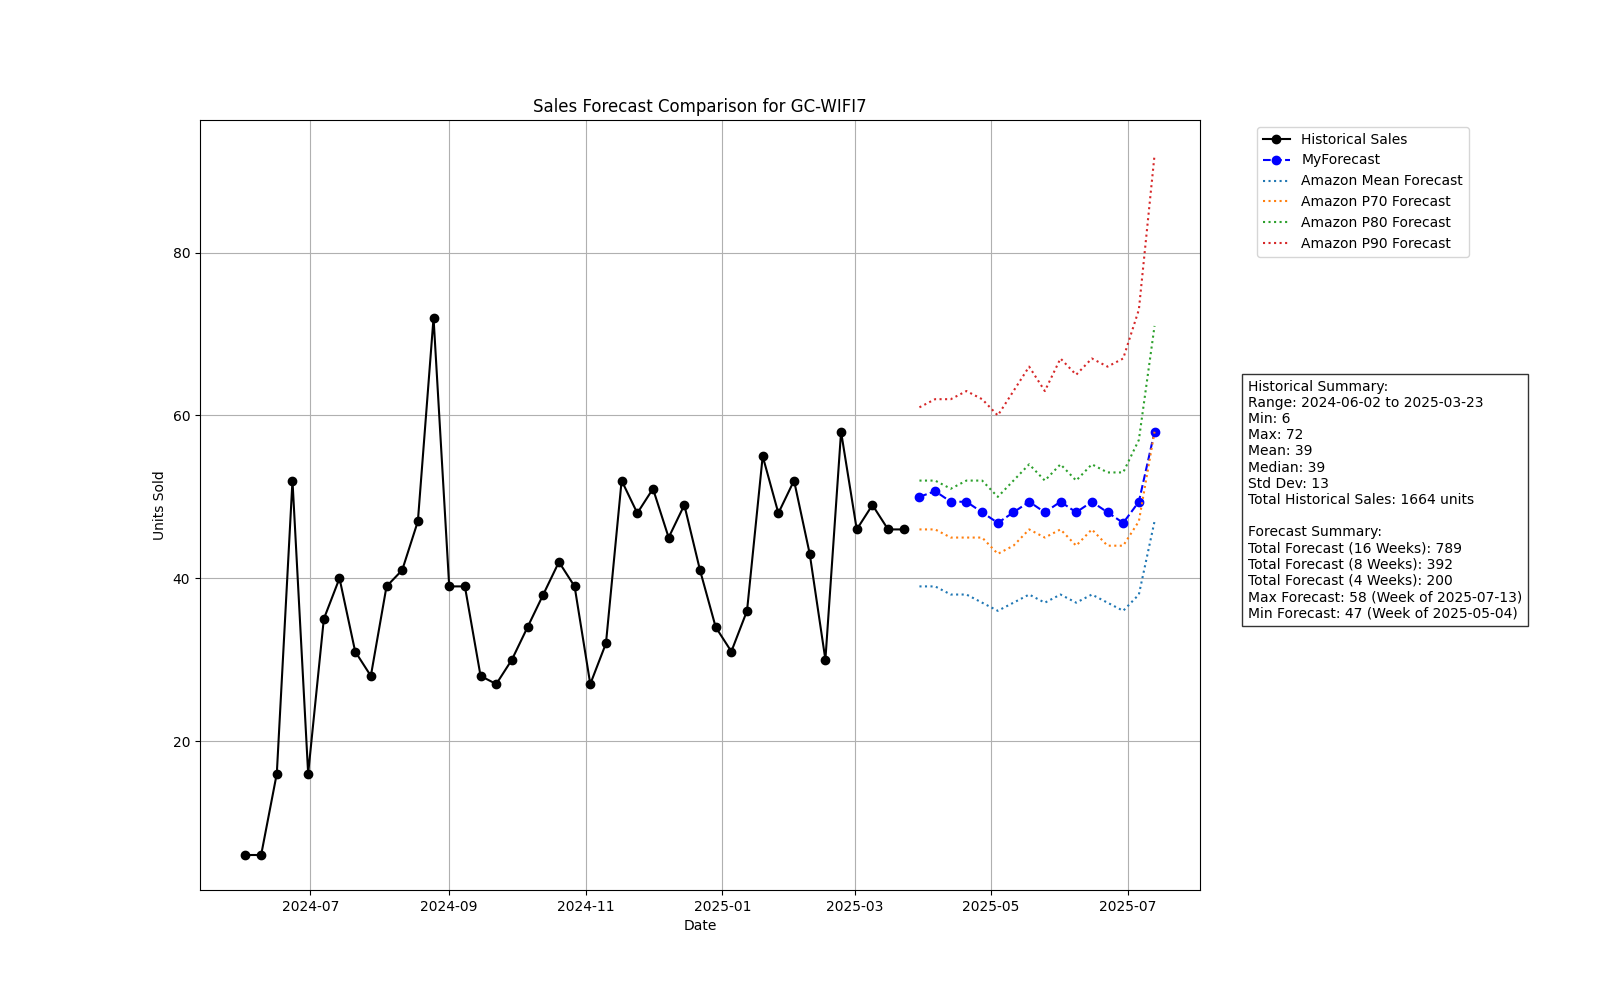 Sales Forecast Comparison for GC-WIFI7
Units Sold
80
60
40
20
2024-07
2024-09
2024-11
2025-01
2025-03
2025-05
2025-07
Date
Historical Sales
MyForecast
Amazon Mean Forecast
Amazon P70 Forecast
Amazon P80 Forecast
Amazon P90 Forecast
Historical Summary:
Range: 2024-06-02 to 2025-03-23
Min: 6
Max: 72
Mean: 39
Median: 39
Std Dev: 13
Total Historical Sales: 1664 units
Forecast Summary:
Total Forecast (16 Weeks): 789
Total Forecast (8 Weeks): 392
Total Forecast (4 Weeks): 200
Max Forecast: 58 (Week of 2025-07-13)
Min Forecast: 47 (Week of 2025-05-04)